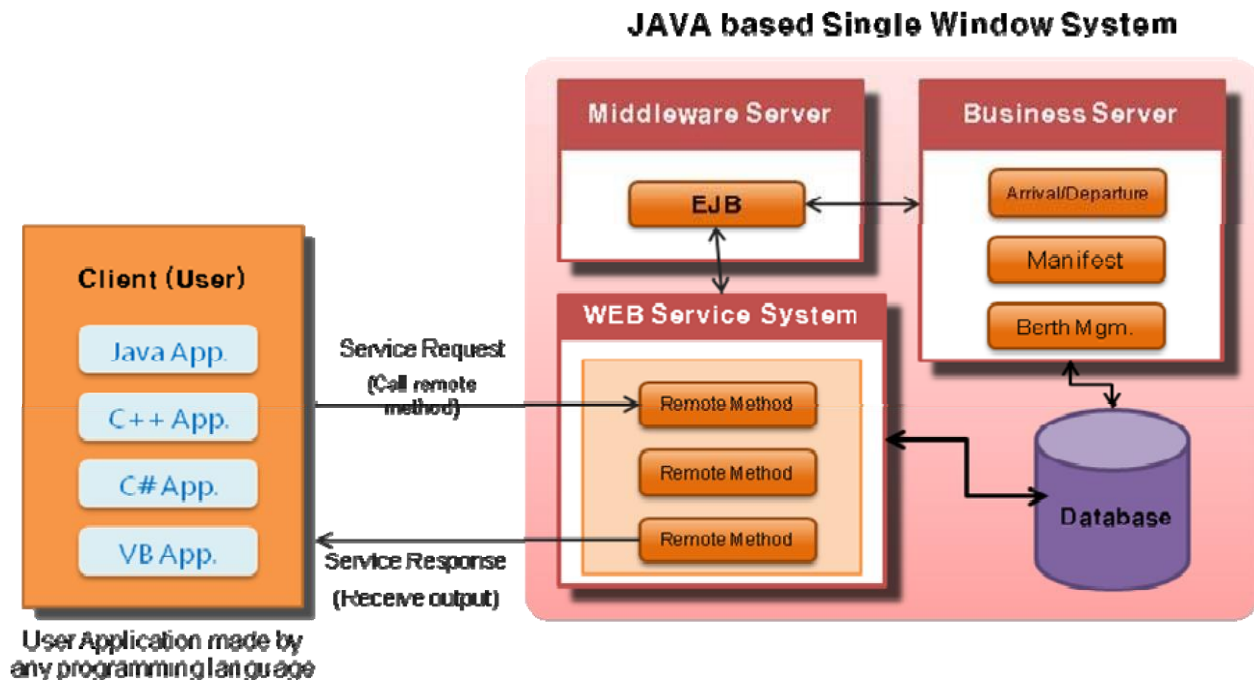 JAVA based Single Window System
Middleware Server
EJB
Business Server
Arrival/Departure
Manifest
Berth Mgm.
Client (User)
Java App.
C++ App.
C# App.
VB App.
Service Request
(Call remote
method)
WEB Service System
Remote Method
Remote Method
Remote Method
Service Response
(Receive output)
Database
User Application made by
any programming language